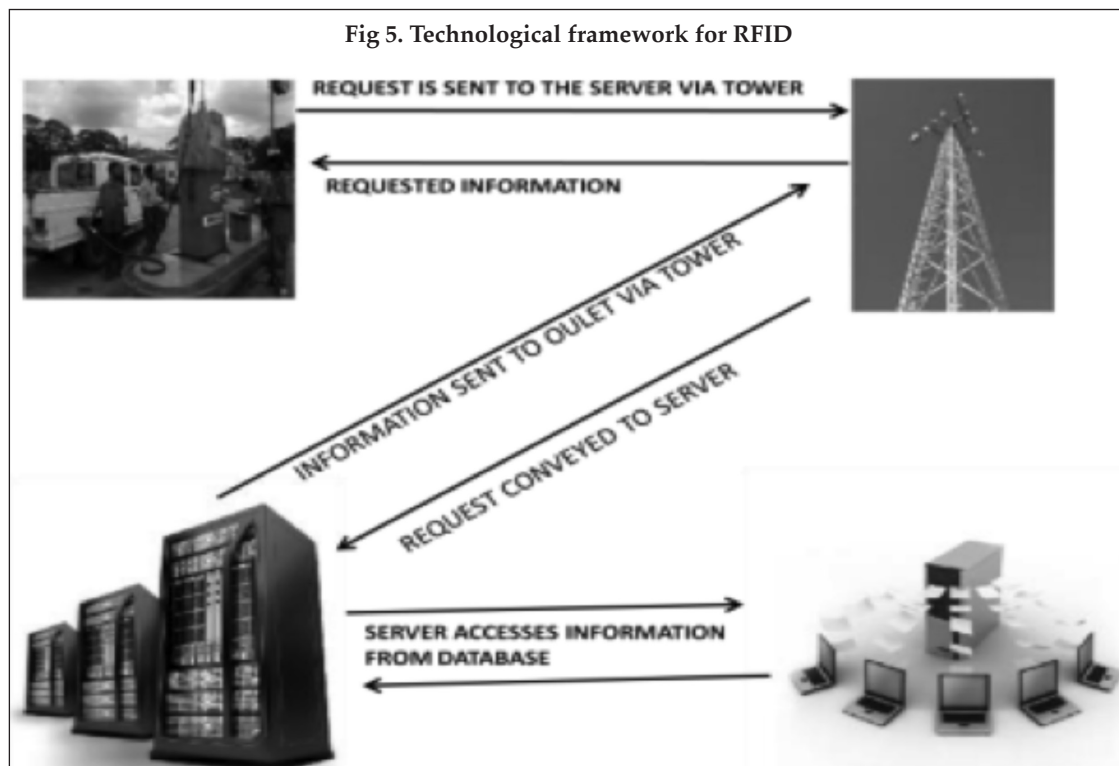 Fig 5. Technological framework for RFID
REQUEST IS SENT TO THE SERVER VIA TOWER
REQUESTED INFORMATION
INFORMATION SENT TO OULET VIA TOWER
REQUEST CONVEYED TO SERVER
SERVER ACCESSES INFORMATION
FROM DATABASE